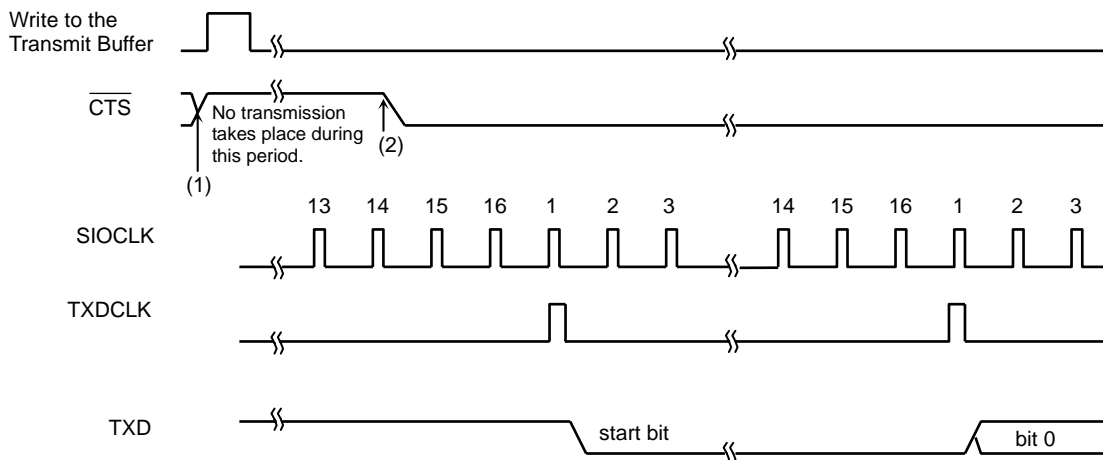 Write to the
Transmit Buffer
CTS
No transmission
takes place during
this period.
(1)
(2)
13 14 15 16 1 2 3 14 15 16 1 2 3
SIOCLK
TXDCLK
TXD
start bit
bit 0